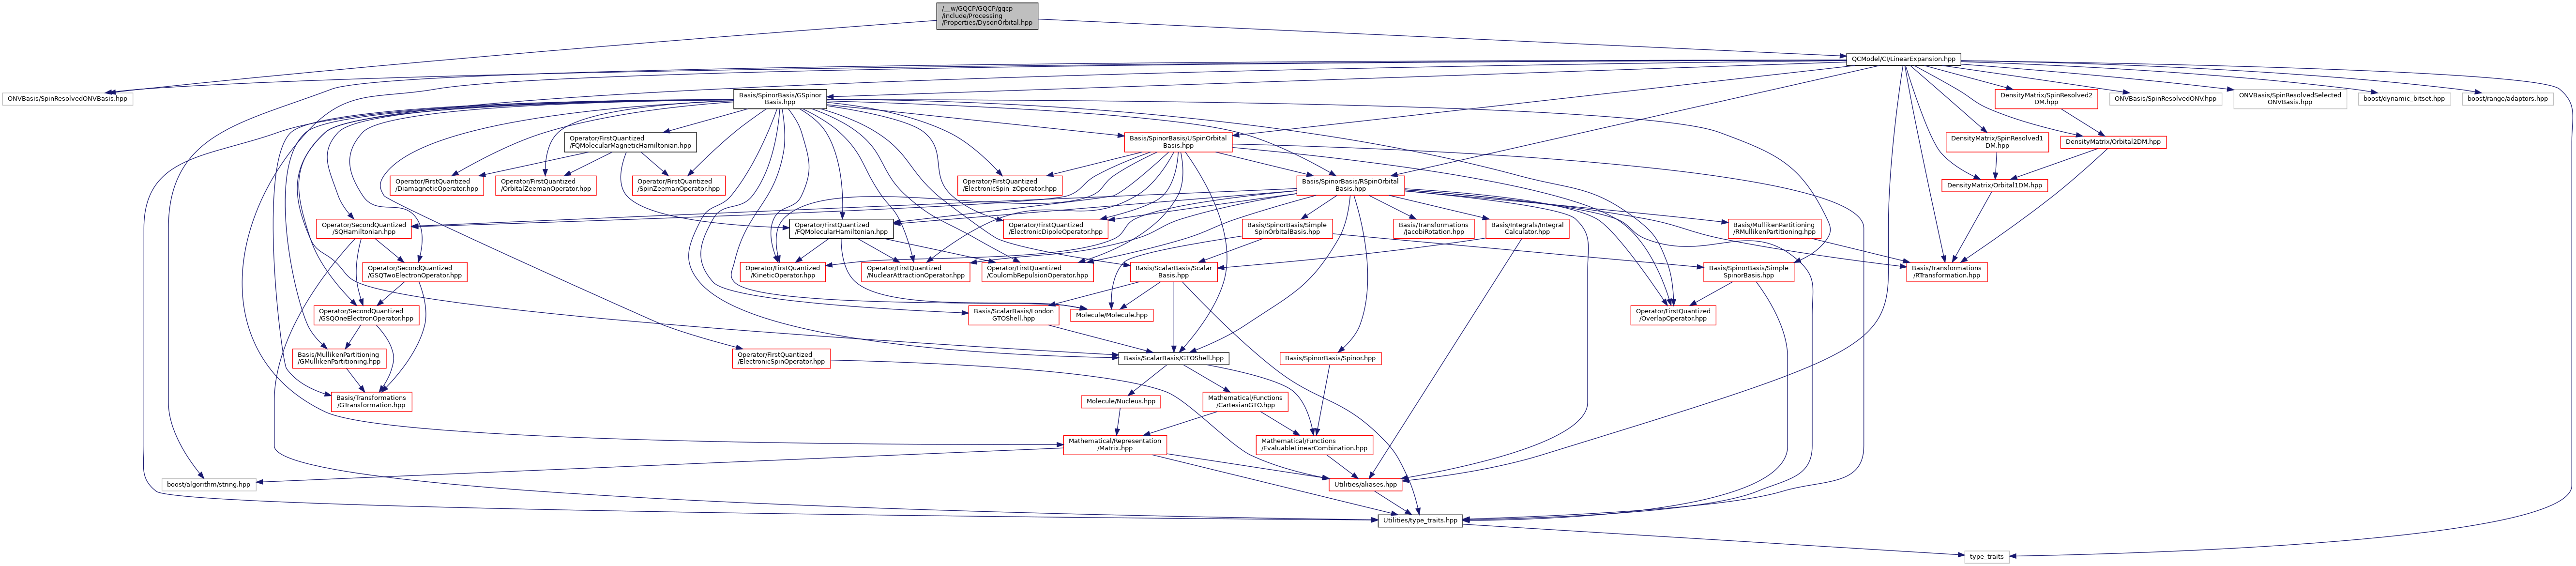 /__w/GQCP/GQCP/gqcp
/include/Processing
/Properties/DysonOrbital.hpp
QCModel/CI/LinearExpansion.hpp
ONVBasis/SpinResolvedONVBasis.hpp
Basis/SpinorBasis/GSpinor
Basis.hpp
DensityMatrix/SpinResolved2
DM.hpp
ONVBasis/SpinResolvedONV.hpp
ONVBasis/SpinResolvedSelected
ONVBasis.hpp
boost/dynamic_bitset.hpp
boost/range/adaptors.hpp
Operator/FirstQuantized
/FQMolecularMagneticHamiltonian.hpp
Basis/SpinorBasis/USpinOrbital
Basis.hpp
DensityMatrix/SpinResolved1
DM.hpp
DensityMatrix/Orbital2DM.hpp
Operator/FirstQuantized
/DiamagneticOperator.hpp
Operator/FirstQuantized
/OrbitalZeemanOperator.hpp
Operator/FirstQuantized
/SpinZeemanOperator.hpp
Operator/FirstQuantized
/ElectronicSpin_zOperator.hpp
Basis/SpinorBasis/RSpinOrbital
Basis.hpp
DensityMatrix/Orbital1DM.hpp
Operator/SecondQuantized
/SQHamiltonian.hpp
Operator/FirstQuantized
/FQMolecularHamiltonian.hpp
Operator/FirstQuantized
/ElectronicDipoleOperator.hpp
Basis/SpinorBasis/Simple
SpinOrbitalBasis.hpp
Basis/Transformations
/JacobiRotation.hpp
Basis/Integrals/Integral
Calculator.hpp
Basis/MullikenPartitioning
/RMullikenPartitioning.hpp
Operator/SecondQuantized
/GSQTwoElectronOperator.hpp
Operator/FirstQuantized
/KineticOperator.hpp
Operator/FirstQuantized
/NuclearAttractionOperator.hpp
Operator/FirstQuantized
/CoulombRepulsionOperator.hpp
Basis/ScalarBasis/Scalar
Basis.hpp
Basis/SpinorBasis/Simple
SpinorBasis.hpp
Basis/Transformations
/RTransformation.hpp
Operator/SecondQuantized
/GSQOneElectronOperator.hpp
Basis/ScalarBasis/London
GTOShell.hpp
Molecule/Molecule.hpp
Operator/FirstQuantized
/OverlapOperator.hpp
Basis/MullikenPartitioning
/GMullikenPartitioning.hpp
Operator/FirstQuantized
/ElectronicSpinOperator.hpp
Basis/ScalarBasis/GTOShell.hpp
Basis/SpinorBasis/Spinor.hpp
Basis/Transformations
/GTransformation.hpp
Molecule/Nucleus.hpp
Mathematical/Functions
/CartesianGTO.hpp
Mathematical/Representation
/Matrix.hpp
Mathematical/Functions
/EvaluableLinearCombination.hpp
boost/algorithm/string.hpp
Utilities/aliases.hpp
Utilities/type_traits.hpp
type_traits